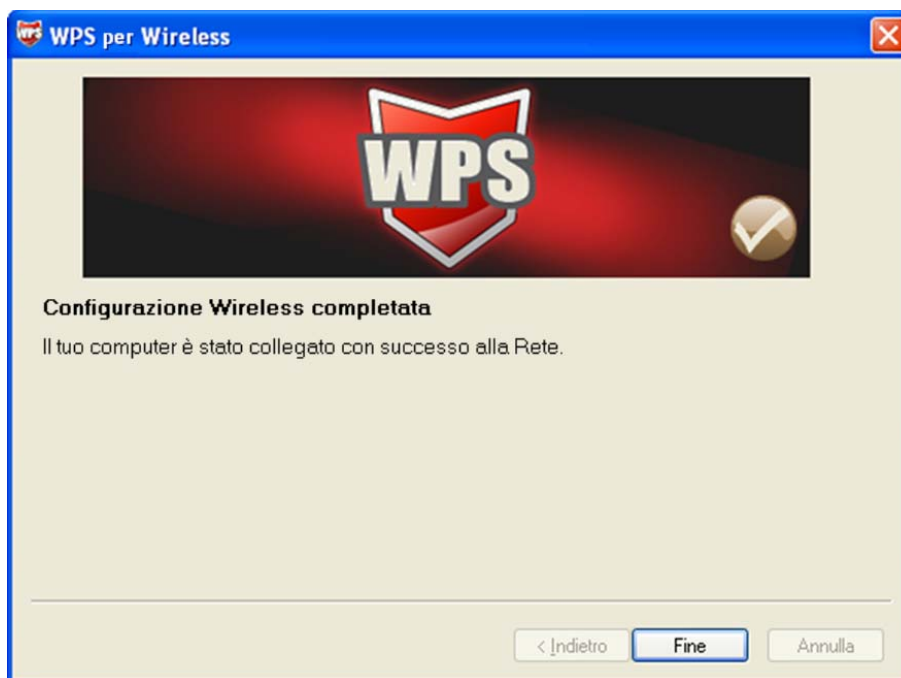 WPS per Wireless
WPS
Configurazione Wireless completata
Il tuo computer è stato collegato con successo alla Rete.
< Indietro
Fine
Annulla